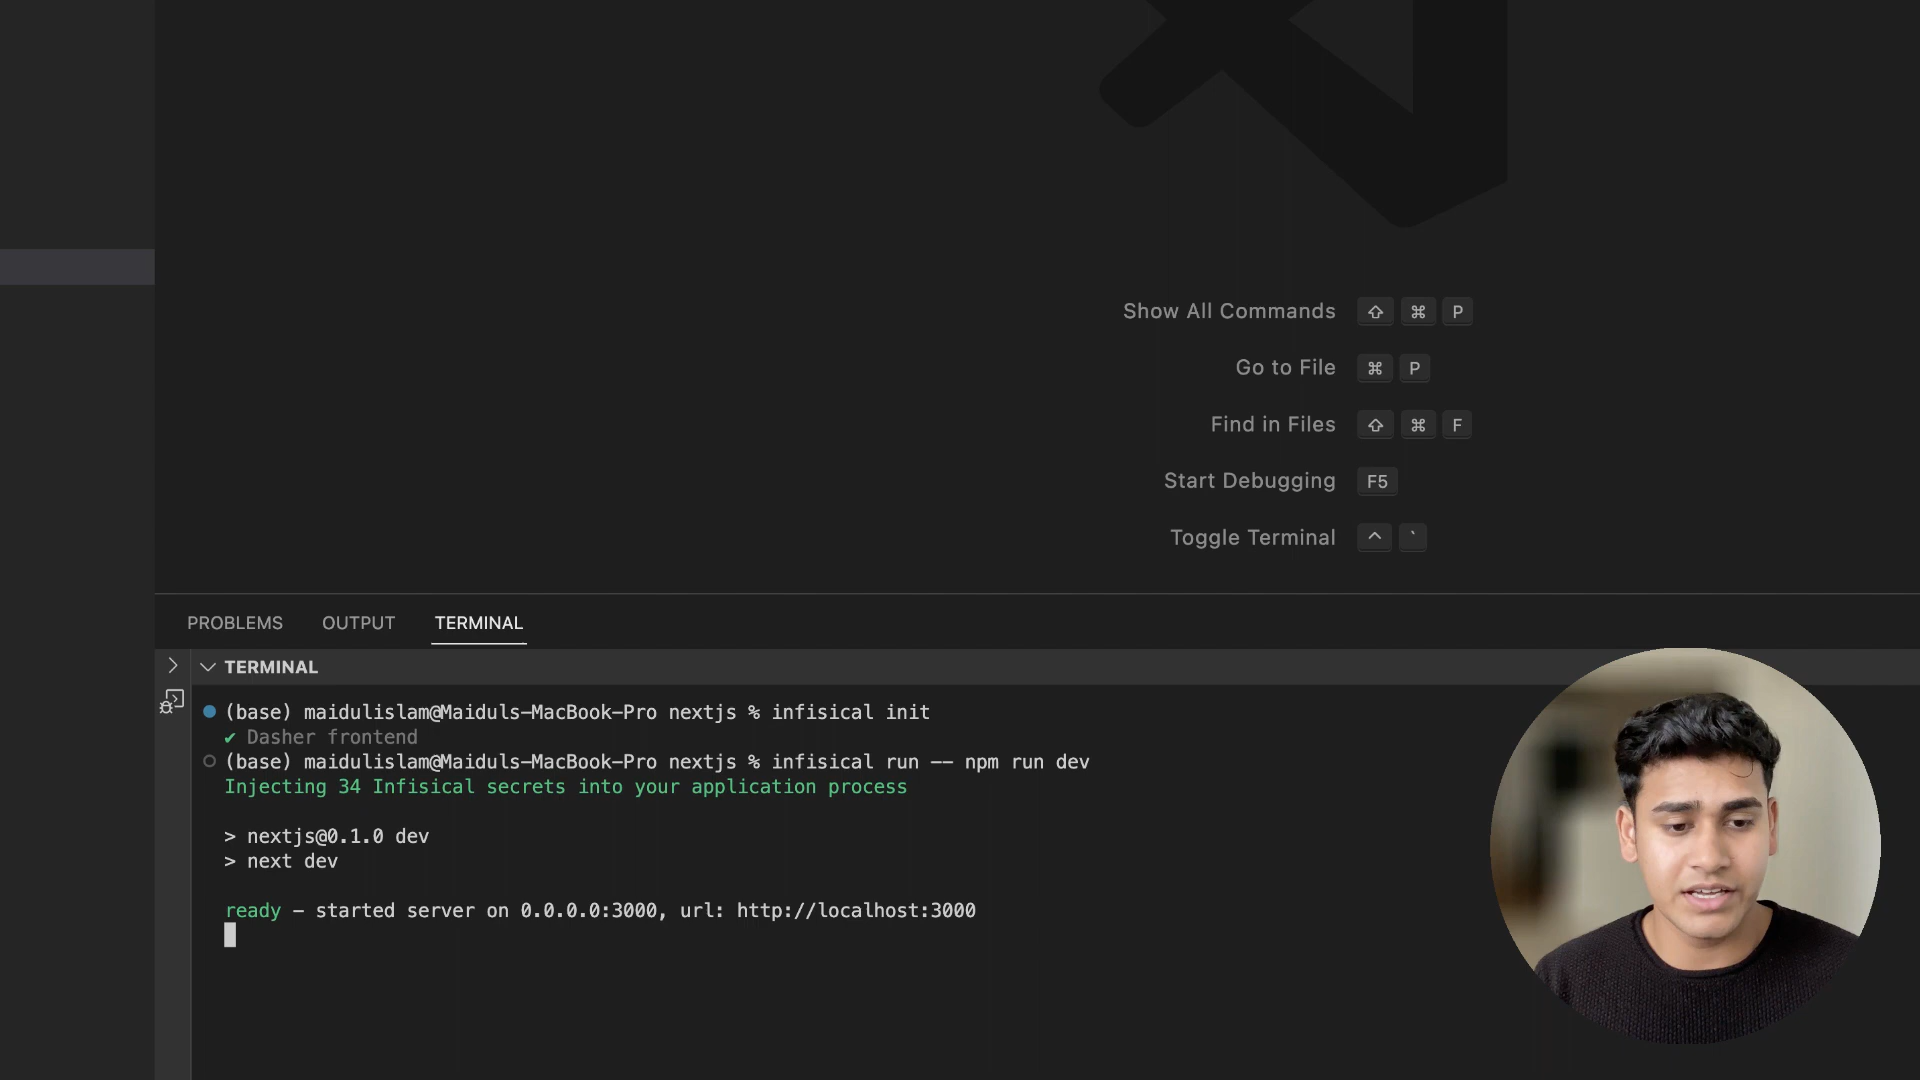 Show All Commands ⇧ ⌘ P
Go to File ⌘ P
Find in Files ⇧ ⌘ F
Start Debugging F5
Toggle Terminal ^ `
PROBLEMS OUTPUT TERMINAL
TERMINAL
(base) maidulislam@Maiduls-MacBook-Pro nextjs % infisical init
✔ Dasher frontend
(base) maidulislam@Maiduls-MacBook-Pro nextjs % infisical run -- npm run dev
Injecting 34 Infisical secrets into your application process
> nextjs@0.1.0 dev
> next dev
ready - started server on 0.0.0.0:3000, url: http://localhost:3000